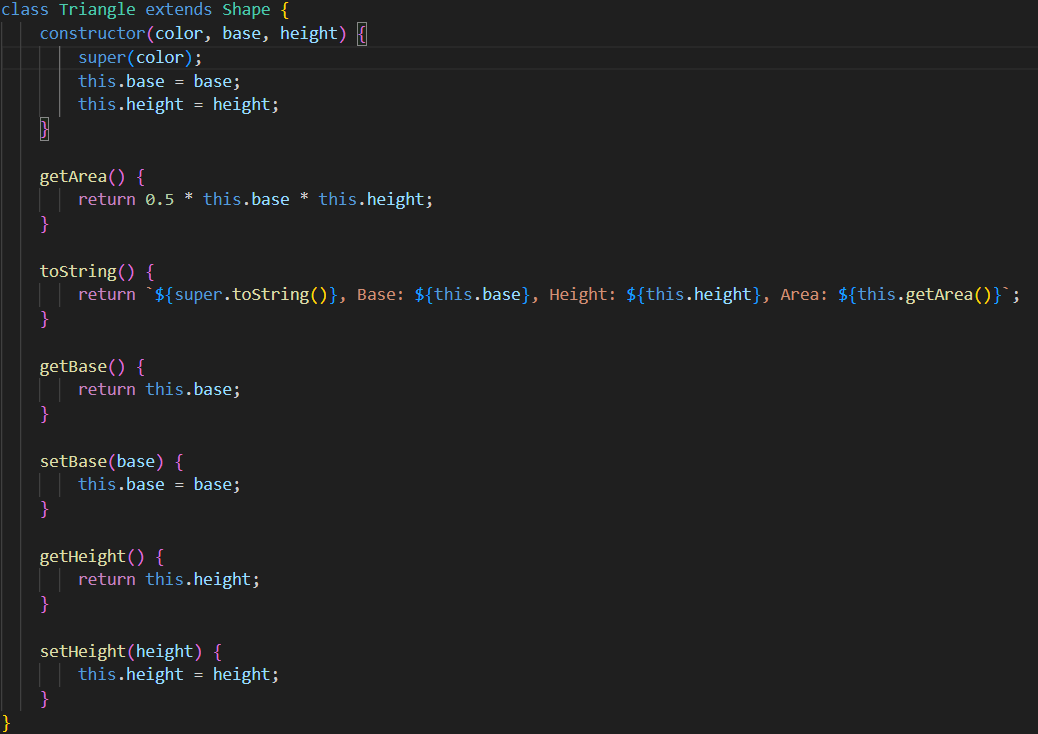 class Triangle extends Shape {
    constructor(color, base, height) {
        super(color);
        this.base = base;
        this.height = height;
    }

    getArea() {
        return 0.5 * this.base * this.height;
    }

    toString() {
        return `${super.toString()}, Base: ${this.base}, Height: ${this.height}, Area: ${this.getArea()}`;
    }

    getBase() {
        return this.base;
    }

    setBase(base) {
        this.base = base;
    }

    getHeight() {
        return this.height;
    }

    setHeight(height) {
        this.height = height;
    }
}